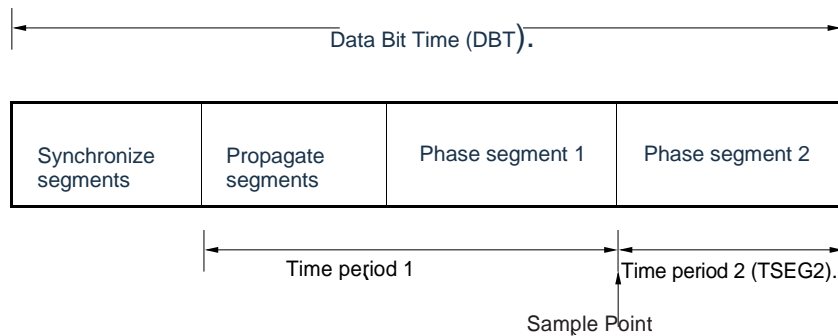 Data Bit Time (DBT).
Synchronize
segments
Propagate
segments
Phase segment 1
Phase segment 2
Time period 1
Time period 2 (TSEG2).
Sample Point